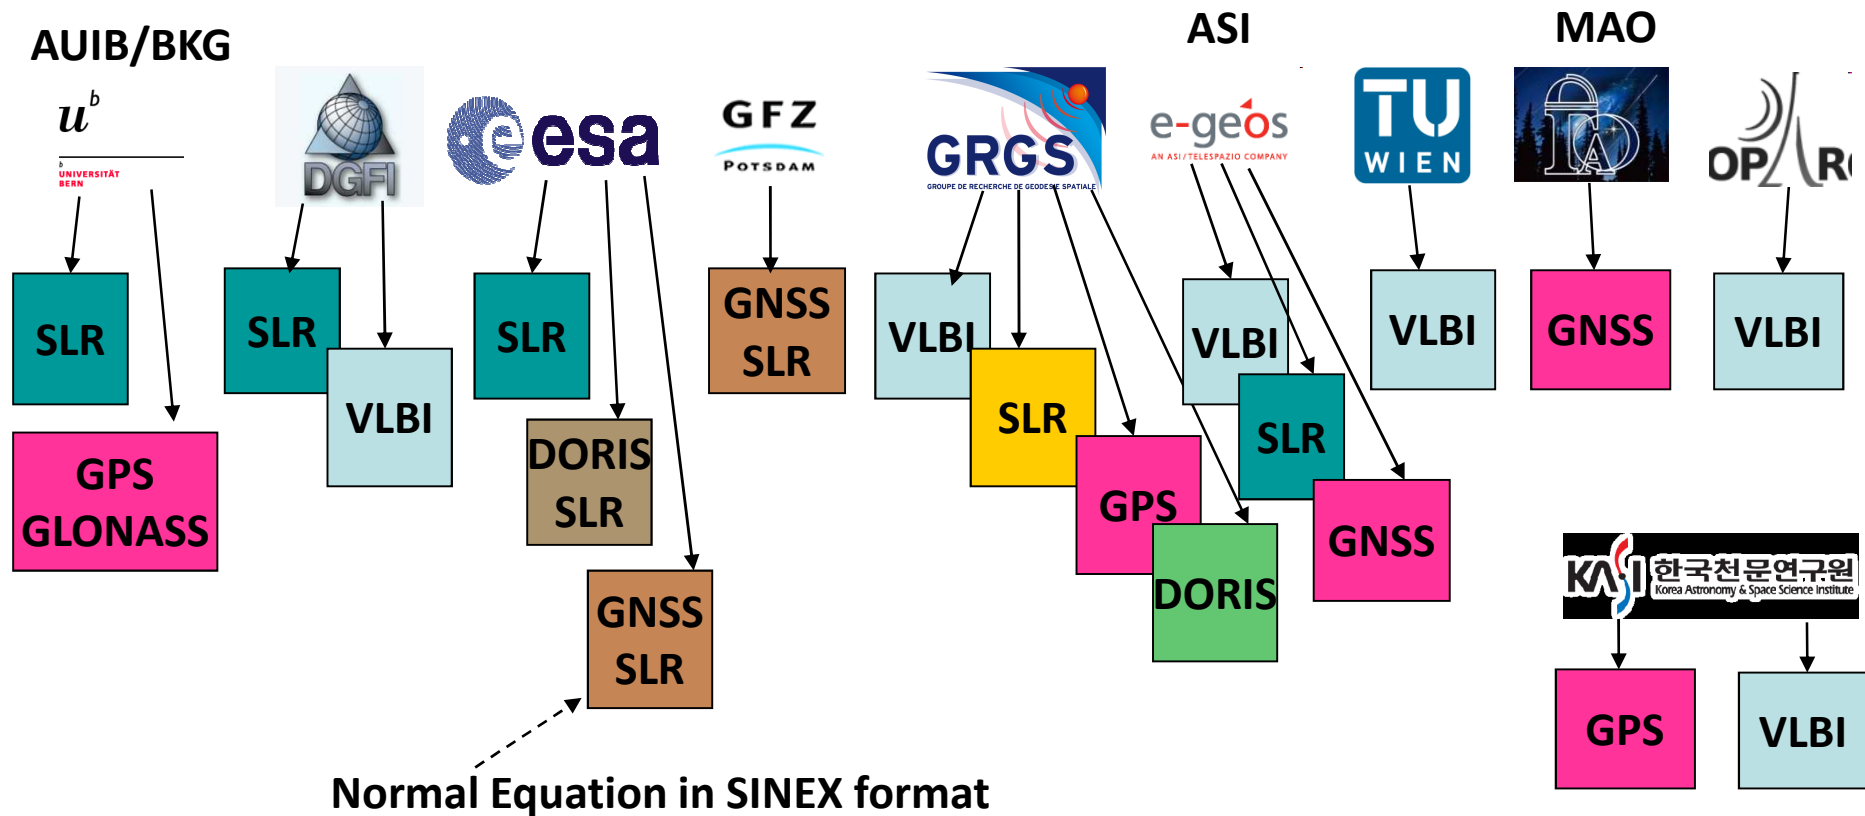 AUIB/BKG
ASI
MAO
u^b
b
UNIVERSITÄT
BERN
DGFI
esa
GFZ
POTSDAM
GRGS
GROUPE DE RECHERCHE DE GEODESIE SPATIALE
e-geos
AN ASI/TELESPAZIO COMPANY
TU
WIEN
OPAR
SLR
GPS
GLONASS
SLR
VLBI
SLR
DORIS
SLR
GNSS
SLR
GNSS
SLR
VLBI
SLR
GPS
DORIS
VLBI
SLR
GNSS
VLBI
GNSS
VLBI
KASI 한국천문연구원
Korea Astronomy & Space Science Institute
GPS
VLBI
Normal Equation in SINEX format